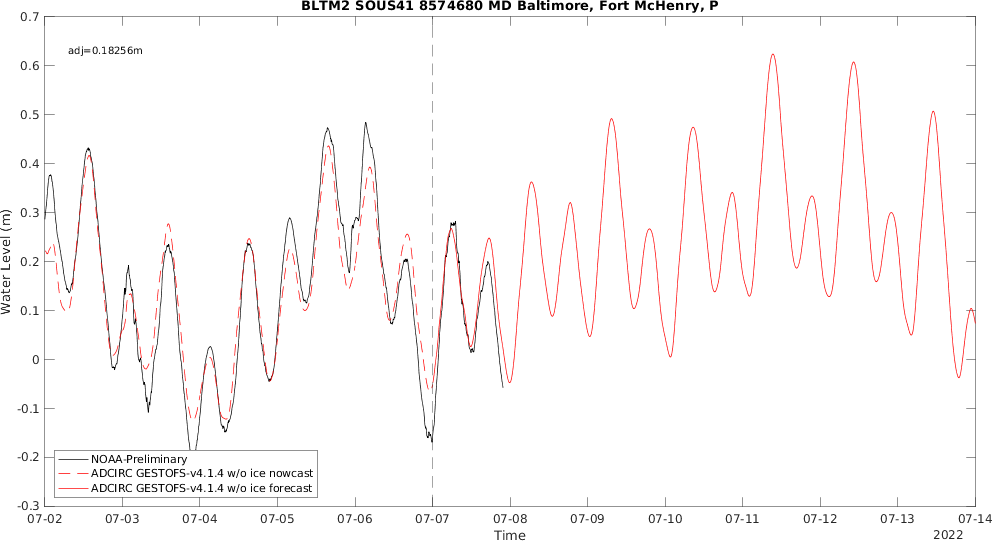 BLTM2 SOUS41 8574680 MD Baltimore, Fort McHenry, P
adj=0.18256m
0.7
0.6
0.5
0.4
0.3
0.2
0.1
0
-0.1
-0.2
-0.3
Water Level (m)
NOAA-Preliminary
ADCIRC GESTOFS-v4.1.4 w/o ice nowcast
ADCIRC GESTOFS-v4.1.4 w/o ice forecast
07-02 07-03 07-04 07-05 07-06 07-07 07-08 07-09 07-10 07-11 07-12 07-13 07-14
Time
2022